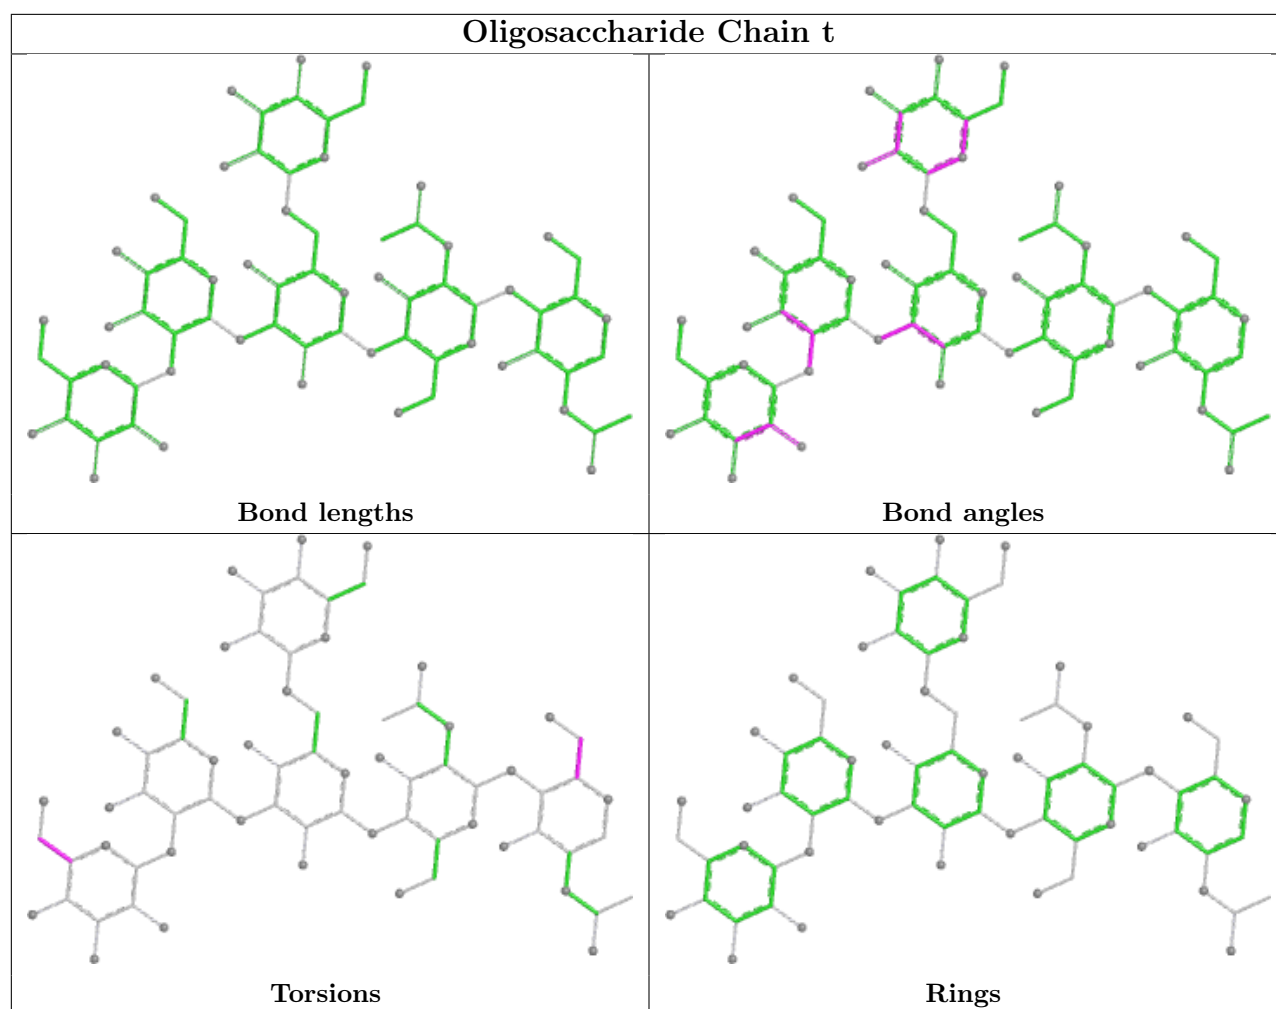 Oligosaccharide Chain t
Bond lengths
Bond angles
Torsions
Rings